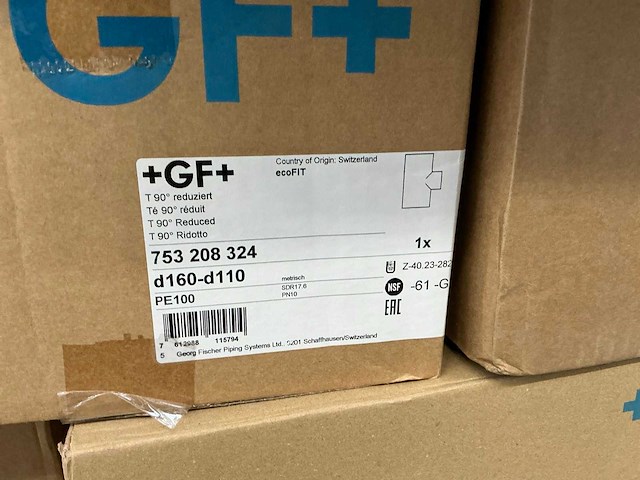 GF+
+GF+
Country of Origin: Switzerland
ecoFIT
T 90° reduziert
Té 90° réduit
T 90° Reduced
T 90° Ridotto
753 208 324
1x
d160-d110
metrisch
SDR17.6
PN10
PE100
Z-40.23-282
NSF -61 -G
EAC
7 612988 115794
5 Georg Fischer Piping Systems Ltd., 8201 Schaffhausen/Switzerland